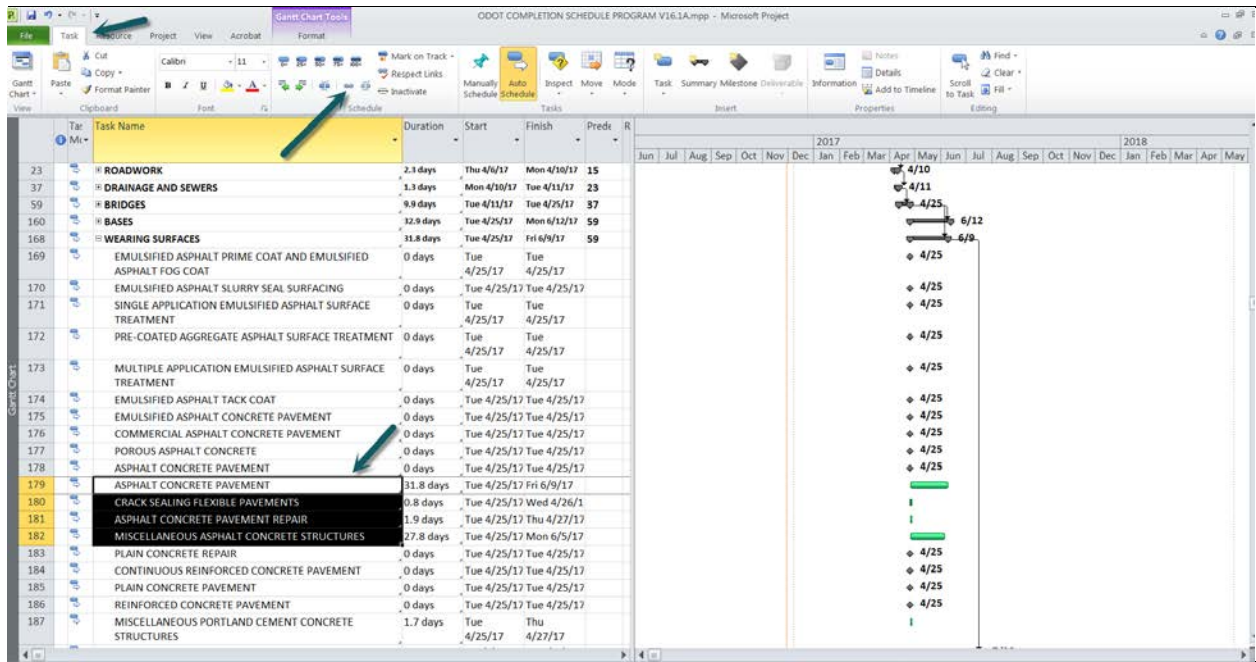 Gantt Chart Tools
ODOT COMPLETION SCHEDULE PROGRAM V16.1A.mpp - Microsoft Project
File Task Resource Project View Acrobat Format
Gantt Chart
View
Paste
Cut
Copy
Format Painter
Clipboard
Calibri 11
B I U A
Font
Mark on Track
Respect Links
Inactivate
Schedule
Manually Schedule
Auto Schedule
Inspect Move Mode
Tasks
Task Summary Milestone Deliverable
Insert
Information
Notes
Details
Add to Timeline
Properties
Scroll to Task
Find
Clear
Fill
Editing
Task Name Duration Start Finish Prede R
2017 2018
Jun Jul Aug Sep Oct Nov Dec Jan Feb Mar Apr May Jun Jul Aug Sep Oct Nov Dec Jan Feb Mar Apr May
23 ROADWORK 2.3 days Thu 4/6/17 Mon 4/10/17 15 4/10
37 DRAINAGE AND SEWERS 1.3 days Mon 4/10/17 Tue 4/11/17 23 4/11
59 BRIDGES 9.9 days Tue 4/11/17 Tue 4/25/17 37 4/25
160 BASES 32.9 days Tue 4/25/17 Mon 6/12/17 59 6/12
168 WEARING SURFACES 31.8 days Tue 4/25/17 Fri 6/9/17 59 6/9
169 EMULSIFIED ASPHALT PRIME COAT AND EMULSIFIED 0 days Tue Tue 4/25
ASPHALT FOG COAT 4/25/17 4/25/17
170 EMULSIFIED ASPHALT SLURRY SEAL SURFACING 0 days Tue 4/25/17 Tue 4/25/17 4/25
171 SINGLE APPLICATION EMULSIFIED ASPHALT SURFACE 0 days Tue Tue 4/25
TREATMENT 4/25/17 4/25/17
172 PRE-COATED AGGREGATE ASPHALT SURFACE TREATMENT 0 days Tue Tue 4/25
4/25/17 4/25/17
173 MULTIPLE APPLICATION EMULSIFIED ASPHALT SURFACE 0 days Tue Tue 4/25
TREATMENT 4/25/17 4/25/17
174 EMULSIFIED ASPHALT TACK COAT 0 days Tue 4/25/17 Tue 4/25/17 4/25
175 EMULSIFIED ASPHALT CONCRETE PAVEMENT 0 days Tue 4/25/17 Tue 4/25/17 4/25
176 COMMERCIAL ASPHALT CONCRETE PAVEMENT 0 days Tue 4/25/17 Tue 4/25/17 4/25
177 POROUS ASPHALT CONCRETE 0 days Tue 4/25/17 Tue 4/25/17 4/25
178 ASPHALT CONCRETE PAVEMENT 0 days Tue 4/25/17 Tue 4/25/17 4/25
179 ASPHALT CONCRETE PAVEMENT 31.8 days Tue 4/25/17 Fri 6/9/17
180 CRACK SEALING FLEXIBLE PAVEMENTS 0.8 days Tue 4/25/17 Wed 4/26/1
181 ASPHALT CONCRETE PAVEMENT REPAIR 1.9 days Tue 4/25/17 Thu 4/27/17
182 MISCELLANEOUS ASPHALT CONCRETE STRUCTURES 27.8 days Tue 4/25/17 Mon 6/5/17
183 PLAIN CONCRETE REPAIR 0 days Tue 4/25/17 Tue 4/25/17 4/25
184 CONTINUOUS REINFORCED CONCRETE PAVEMENT 0 days Tue 4/25/17 Tue 4/25/17 4/25
185 PLAIN CONCRETE PAVEMENT 0 days Tue 4/25/17 Tue 4/25/17 4/25
186 REINFORCED CONCRETE PAVEMENT 0 days Tue 4/25/17 Tue 4/25/17 4/25
187 MISCELLANEOUS PORTLAND CEMENT CONCRETE 1.7 days Tue Thu
STRUCTURES 4/25/17 4/27/17
Gantt Chart